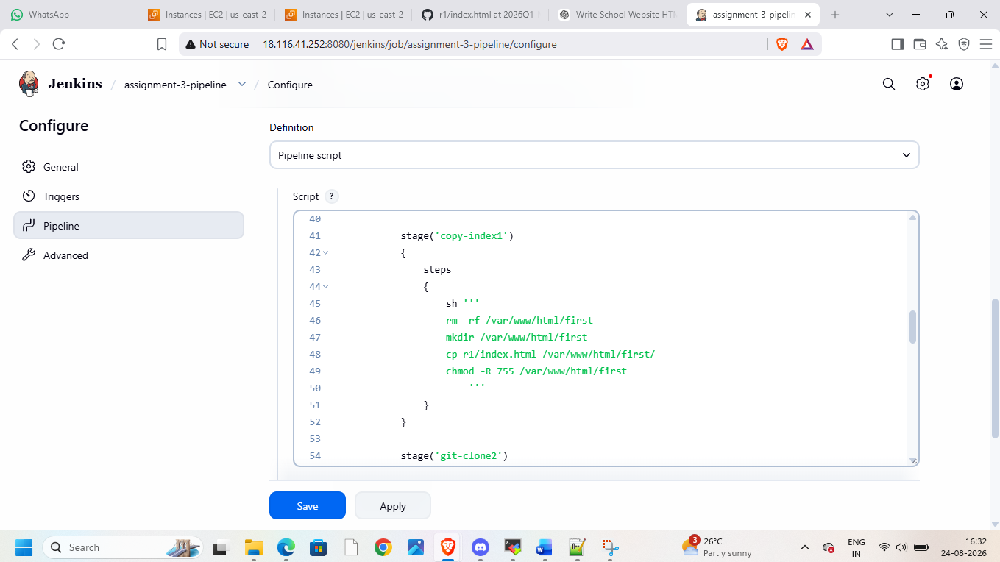 WhatsApp
Instances | EC2 | us-east-2
Instances | EC2 | us-east-2
r1/index.html at 2026Q1-
Write School Website HTM
assignment-3-pipelin
Not secure 18.116.41.252:8080/jenkins/job/assignment-3-pipeline/configure
Jenkins / assignment-3-pipeline / Configure
Configure
General
Triggers
Pipeline
Advanced
Definition
Pipeline script
Script ?
40
41 stage('copy-index1')
42 {
43 steps
44 {
45 sh '''
46 rm -rf /var/www/html/first
47 mkdir /var/www/html/first
48 cp r1/index.html /var/www/html/first/
49 chmod -R 755 /var/www/html/first
50 '''
51 }
52 }
53
54 stage('git-clone2')
Save
Apply
Search
3
26°C
Partly sunny
ENG
IN
16:32
24-08-2026